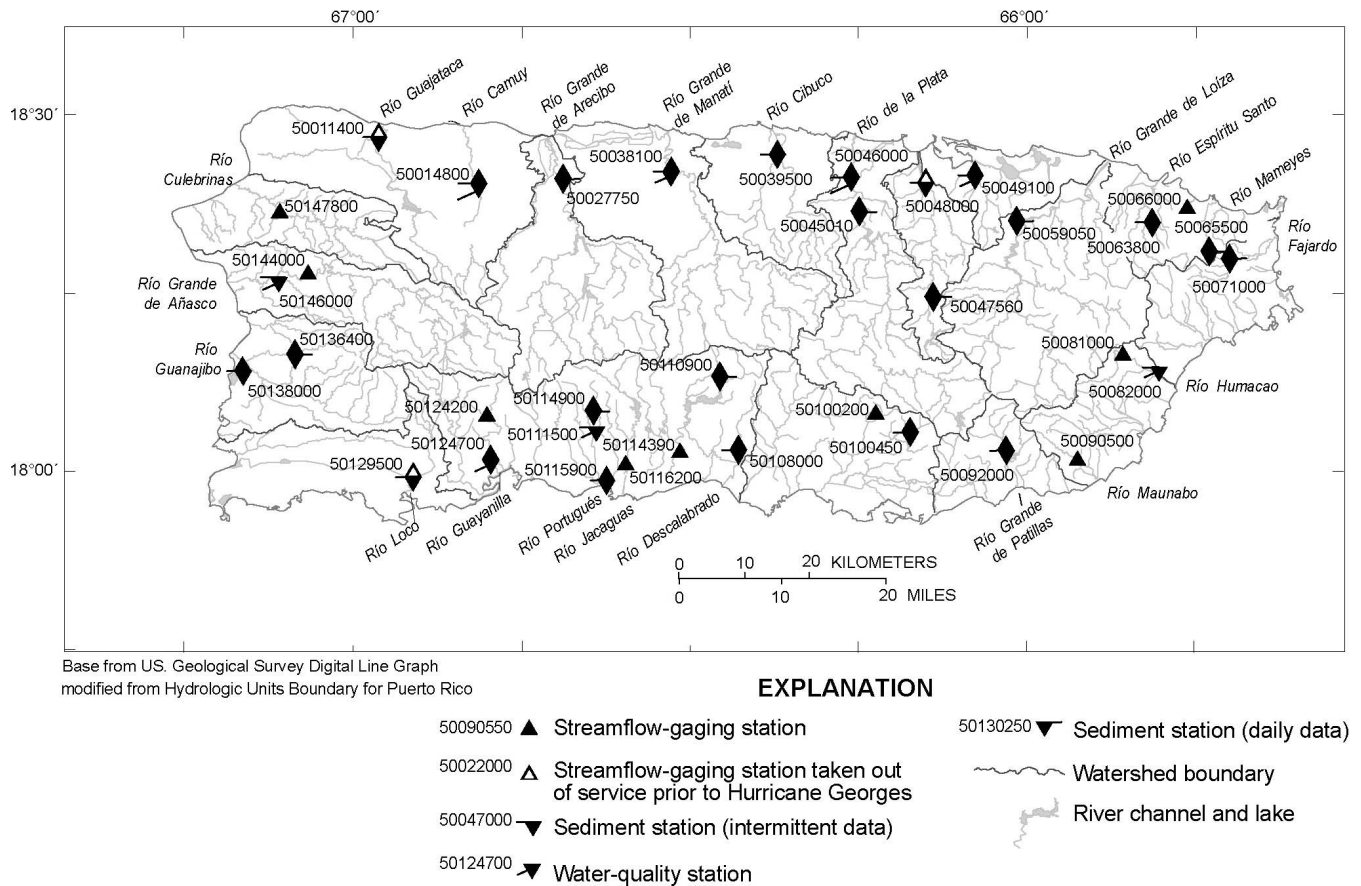 67°00´
66°00´
18°30´
18°00´
Río Guajataca
Río Camuy
Río Grande
de Arecibo
Río Grande
de Manatí
Río Cibuco
Río de la Plata
Río Grande de Loíza
Río Espíritu Santo
Río Mameyes
Río
Fajardo
Río
Culebrinas
50011400
50014800
50038100
50027750
50039500
50046000
50045010
50048000
50049100
50059050
50066000
50065500
50063800
50071000
50147800
50144000
50146000
Río Grande
de Añasco
50047560
50136400
Río
Guanajibo
50138000
50110900
50081000
50082000
Río Humacao
50124200
50114900
50124700
50111500
50114390
50100200
50100450
50090500
50129500
50115900
50116200
50108000
50092000
Río Maunabo
Río Loco
Río Guayanilla
Río Portugués
Río Jacaguas
Río Descalabrado
Río Grande
de Patillas
0 10 20 KILOMETERS
0 10 20 MILES
Base from US. Geological Survey Digital Line Graph
modified from Hydrologic Units Boundary for Puerto Rico
EXPLANATION
50090550 Streamflow-gaging station
50022000 Streamflow-gaging station taken out
of service prior to Hurricane Georges
50047000 Sediment station (intermittent data)
50124700 Water-quality station
50130250 Sediment station (daily data)
Watershed boundary
River channel and lake